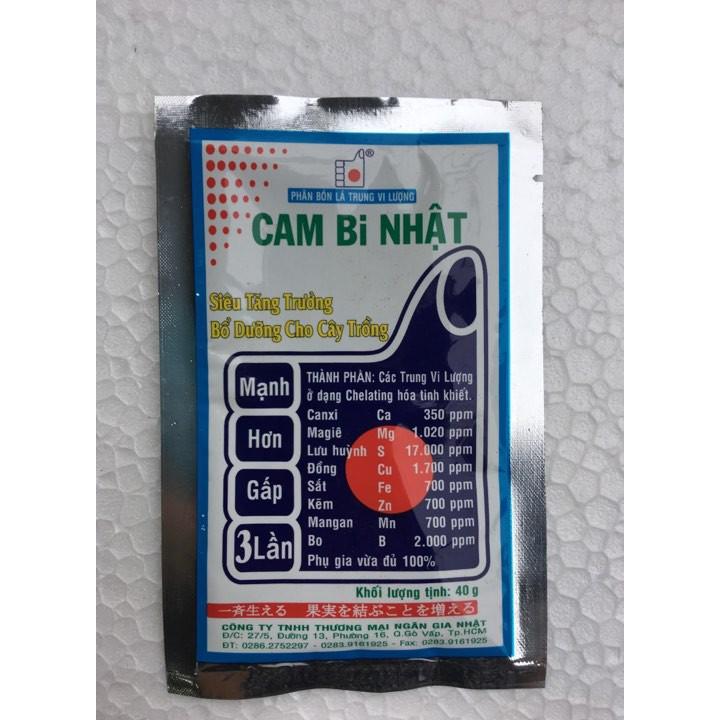 ®
PHÂN BÓN LÁ TRUNG VI LƯỢNG
CAM Bi NHẬT
Siêu Tăng Trưởng
Bổ Dưỡng Cho Cây Trồng
Mạnh
Hơn
Gấp
3 Lần
THÀNH PHẦN: Các Trung Vi Lượng
ở dạng Chelating hóa tinh khiết.
Canxi Ca 350 ppm
Magiê Mg 1.020 ppm
Lưu huỳnh S 17.000 ppm
Đồng Cu 1.700 ppm
Sắt Fe 700 ppm
Kẽm Zn 700 ppm
Mangan Mn 700 ppm
Bo B 2.000 ppm
Phụ gia vừa đủ 100%
Khối lượng tịnh: 40 g
一斉生える 果実を結ぶことを増える
CÔNG TY TNHH THƯƠNG MẠI NGÂN GIA NHẬT
Đ/C: 27/5, Đường 13, Phường 16, Q.Gò Vấp, Tp.HCM
ĐT: 0286.2752297 - 0283.9161925 - Fax: 0283.9161925